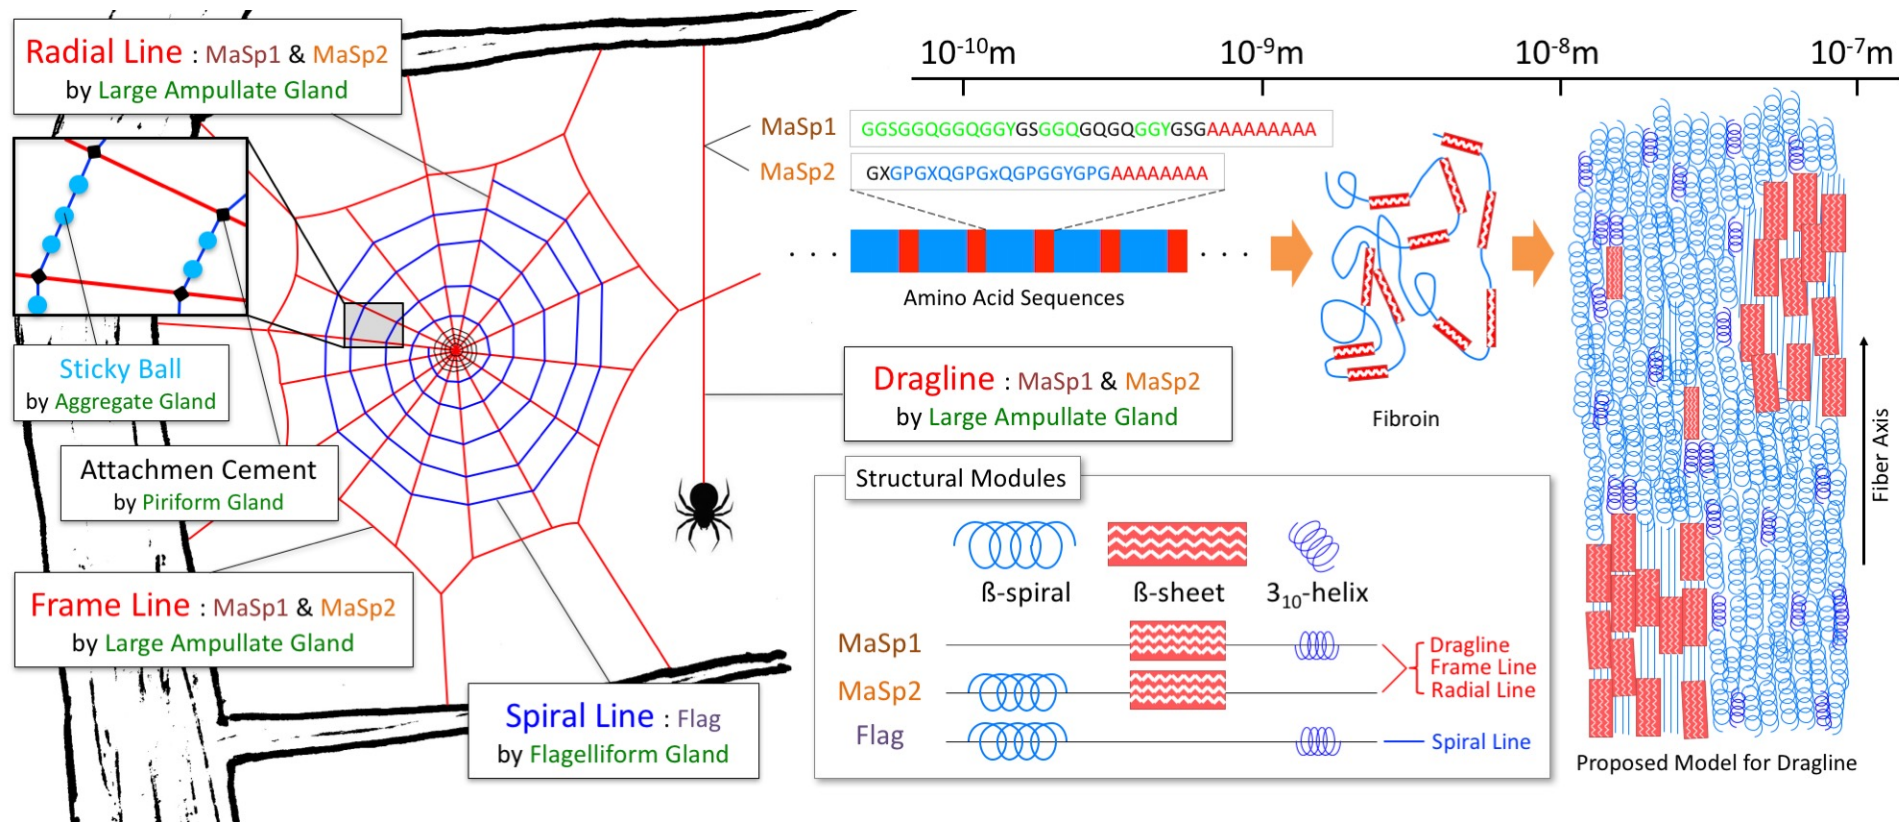 Radial Line : MaSp1 & MaSp2
by Large Ampullate Gland
Sticky Ball
by Aggregate Gland
Attachmen Cement
by Piriform Gland
Frame Line : MaSp1 & MaSp2
by Large Ampullate Gland
Spiral Line : Flag
by Flagelliform Gland
10-10m 10-9m 10-8m 10-7m
MaSp1 GGSGGQGGQGGYGSGGQGQGQGGYGSGAAAAAAAAA
MaSp2 GXGPGXQGPGxQGPGGYGPGAAAAAAAA
. . . . . .
Amino Acid Sequences
Dragline : MaSp1 & MaSp2
by Large Ampullate Gland
Fibroin
Structural Modules
ß-spiral ß-sheet 310-helix
MaSp1
MaSp2
Flag
Dragline
Frame Line
Radial Line
Spiral Line
Fiber Axis
Proposed Model for Dragline